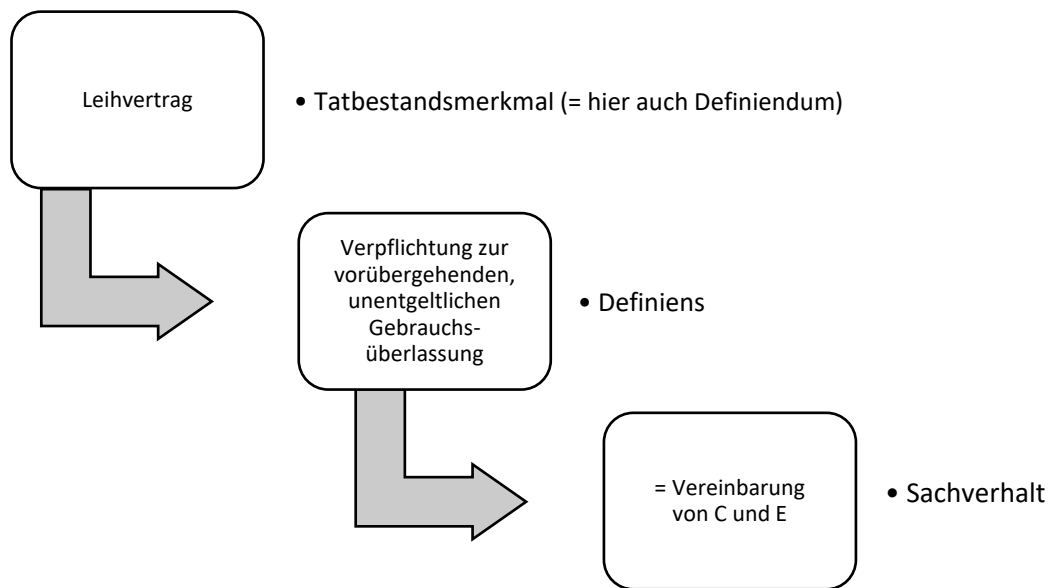 Leihvertrag
• Tatbestandsmerkmal (= hier auch Definiendum)
Verpflichtung zur
vorübergehenden,
unentgeltlichen
Gebrauchs-
überlassung
• Definiens
= Vereinbarung
von C und E
• Sachverhalt